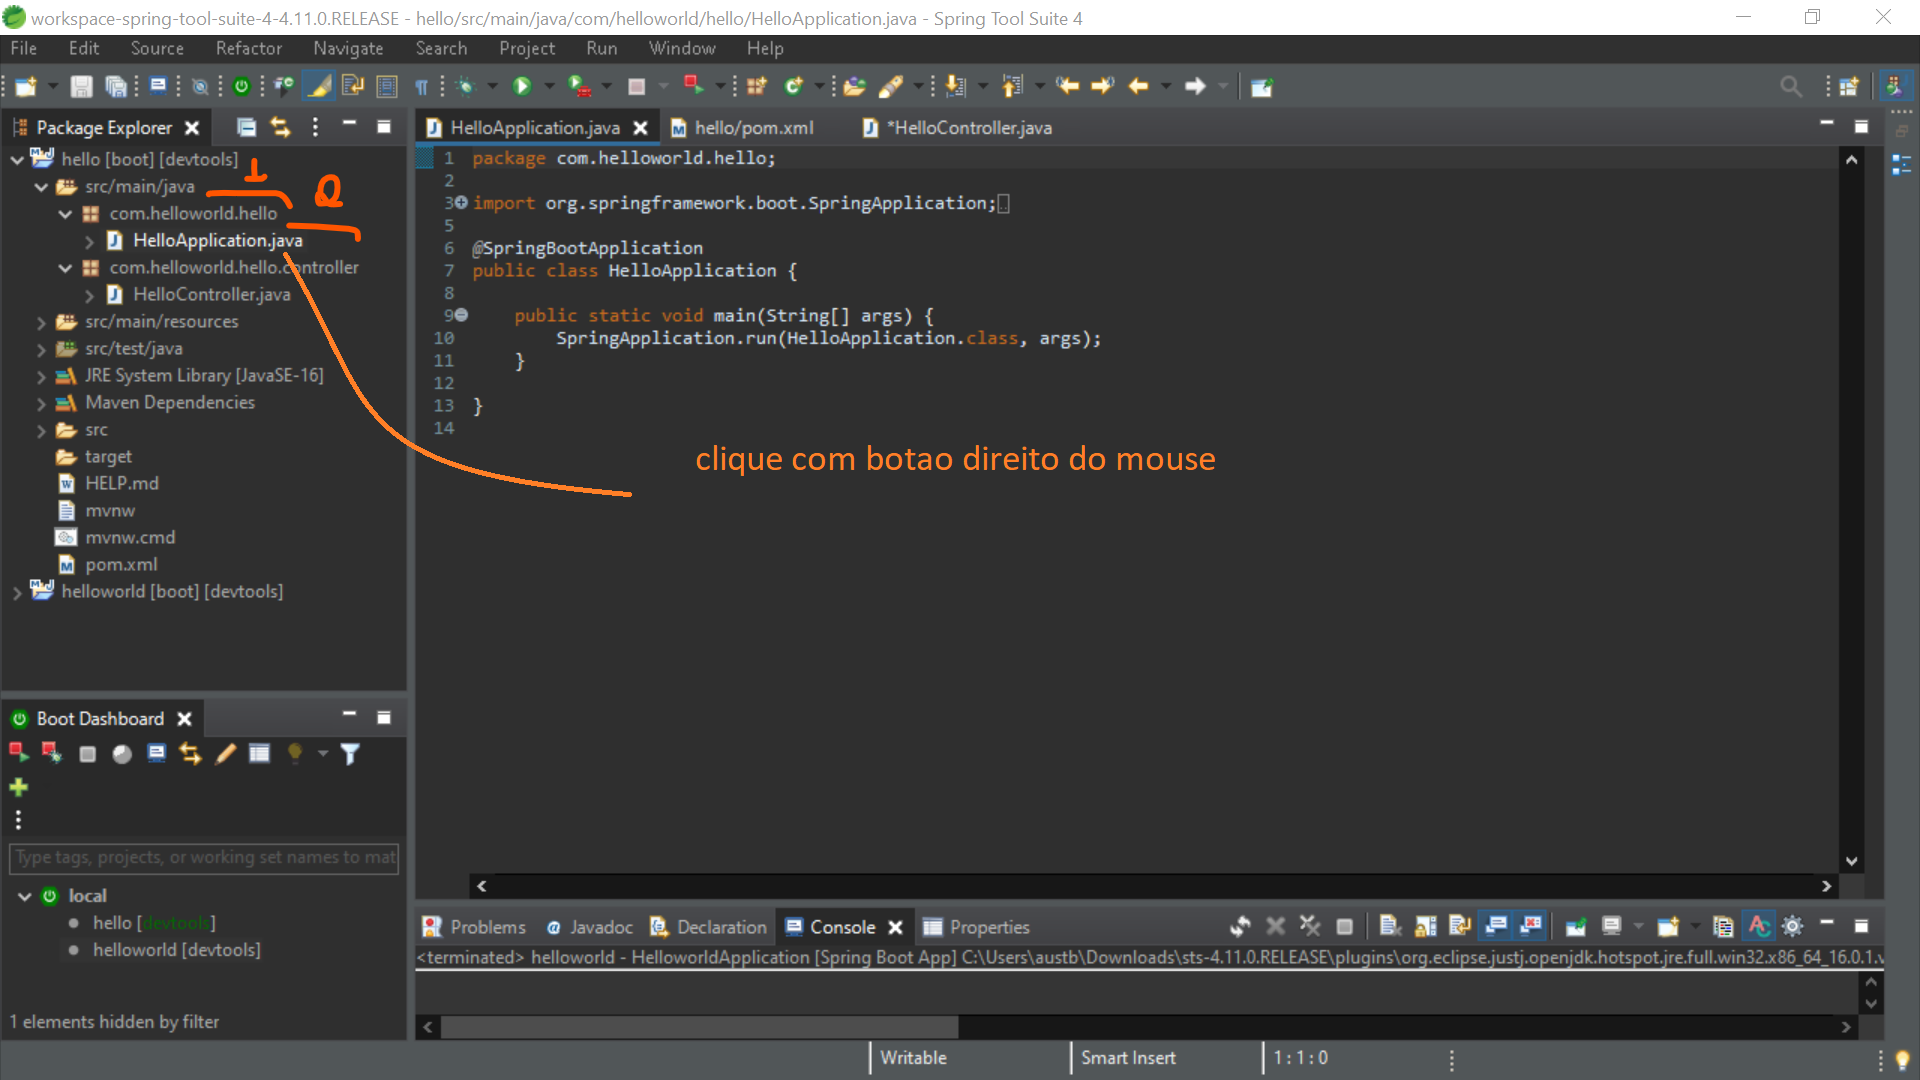 workspace-spring-tool-suite-4-4.11.0.RELEASE - hello/src/main/java/com/helloworld/hello/HelloApplication.java - Spring Tool Suite 4
File Edit Source Refactor Navigate Search Project Run Window Help
Package Explorer
hello [boot] [devtools]
1
src/main/java
2
com.helloworld.hello
HelloApplication.java
com.helloworld.hello.controller
HelloController.java
src/main/resources
src/test/java
JRE System Library [JavaSE-16]
Maven Dependencies
src
target
HELP.md
mvnw
mvnw.cmd
pom.xml
helloworld [boot] [devtools]
HelloApplication.java hello/pom.xml *HelloController.java
1 package com.helloworld.hello;
2
3 import org.springframework.boot.SpringApplication;
5
6 @SpringBootApplication
7 public class HelloApplication {
8
9 public static void main(String[] args) {
10 SpringApplication.run(HelloApplication.class, args);
11 }
12
13 }
14
clique com botao direito do mouse
Boot Dashboard
Type tags, projects, or working set names to mat
local
hello [devtools]
helloworld [devtools]
1 elements hidden by filter
Problems Javadoc Declaration Console Properties
<terminated> helloworld - HelloworldApplication [Spring Boot App] C:\Users\austb\Downloads\sts-4.11.0.RELEASE\plugins\org.eclipse.justj.openjdk.hotspot.jre.full.win32.x86_64_16.0.1.v
Writable Smart Insert 1 : 1 : 0